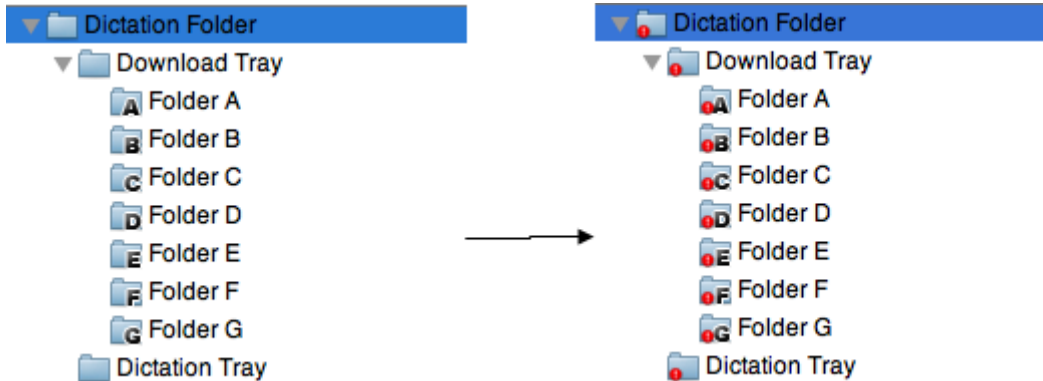 Dictation Folder
Download Tray
A Folder A
B Folder B
C Folder C
D Folder D
E Folder E
F Folder F
G Folder G
Dictation Tray
! Dictation Folder
! Download Tray
! A Folder A
! B Folder B
! C Folder C
! D Folder D
! E Folder E
! F Folder F
! G Folder G
! Dictation Tray